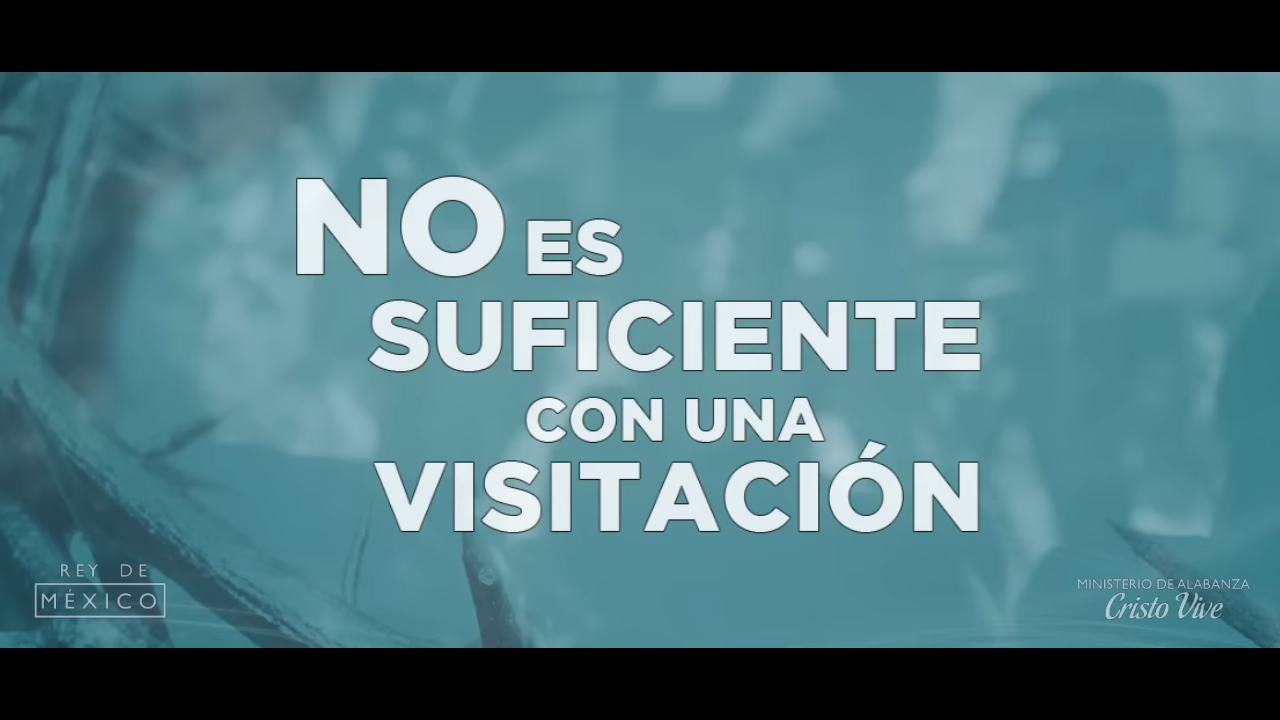 NO ES
SUFICIENTE
CON UNA
VISITACIÓN
REY DE
MÉXICO
MINISTERIO DE ALABANZA
Cristo Vive